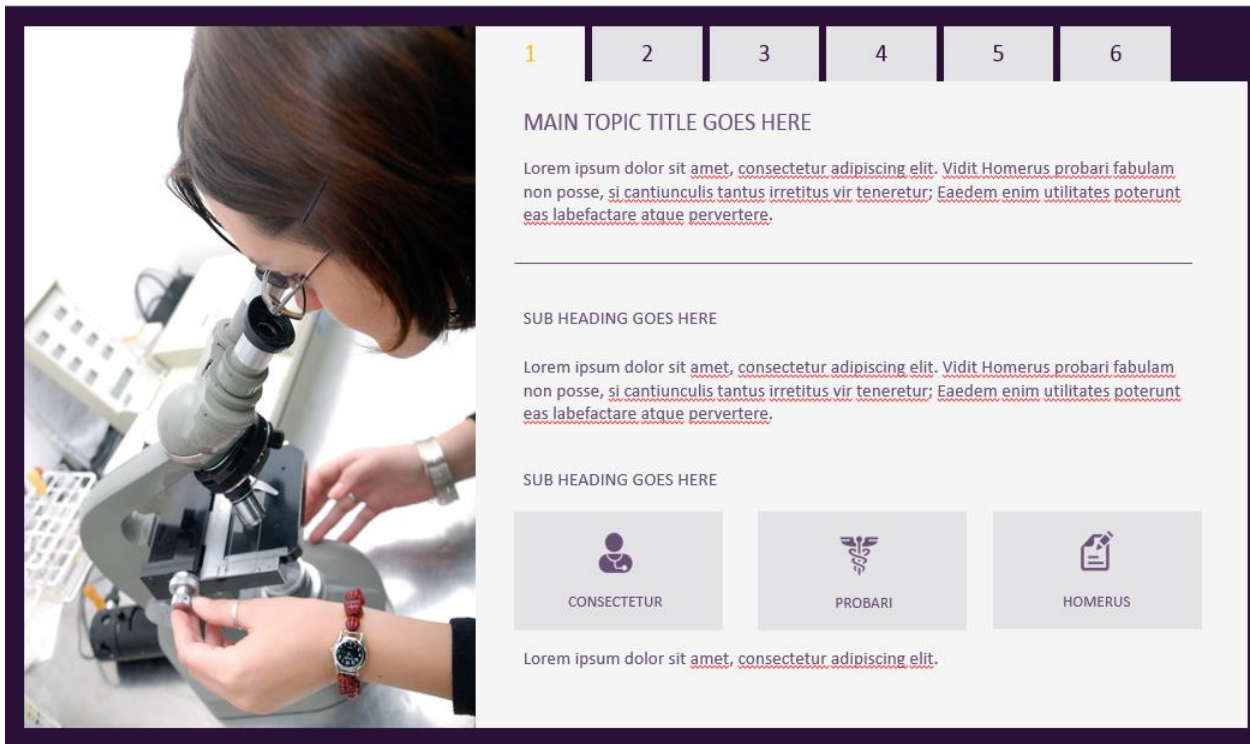 1 2 3 4 5 6
MAIN TOPIC TITLE GOES HERE
Lorem ipsum dolor sit amet, consectetur adipiscing elit. Vidit Homerus probari fabulam
non posse, si cantiunculis tantus irretitus vir teneretur; Eaedem enim utilitates poterunt
eas labefactare atque pervertere.
SUB HEADING GOES HERE
Lorem ipsum dolor sit amet, consectetur adipiscing elit. Vidit Homerus probari fabulam
non posse, si cantiunculis tantus irretitus vir teneretur; Eaedem enim utilitates poterunt
eas labefactare atque pervertere.
SUB HEADING GOES HERE
CONSECTETUR PROBARI HOMERUS
Lorem ipsum dolor sit amet, consectetur adipiscing elit.